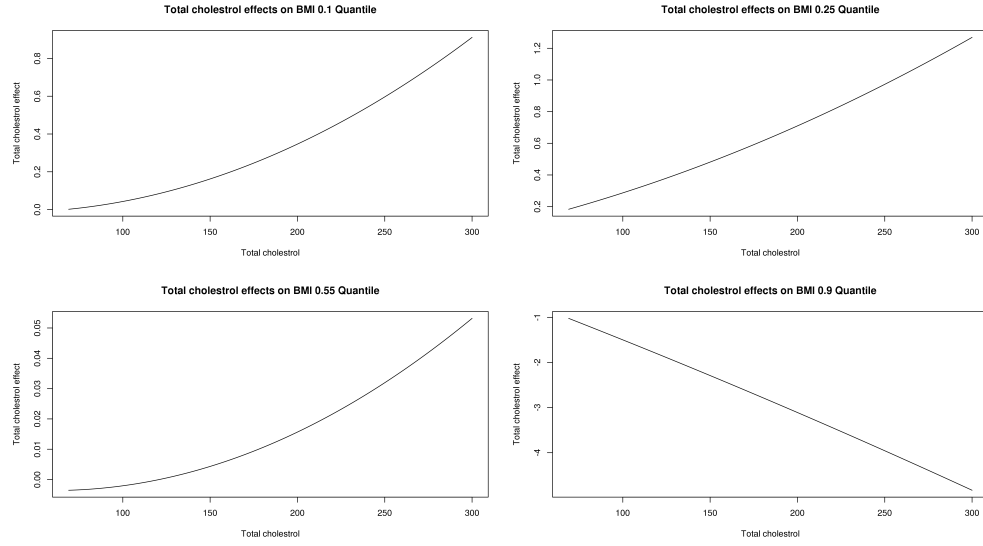 Total cholestrol effects on BMI 0.1 Quantile
Total cholestrol effect
0.0 0.2 0.4 0.6 0.8
100 150 200 250 300
Total cholestrol
Total cholestrol effects on BMI 0.25 Quantile
Total cholestrol effect
0.2 0.4 0.6 0.8 1.0 1.2
100 150 200 250 300
Total cholestrol
Total cholestrol effects on BMI 0.55 Quantile
Total cholestrol effect
0.00 0.01 0.02 0.03 0.04 0.05
100 150 200 250 300
Total cholestrol
Total cholestrol effects on BMI 0.9 Quantile
Total cholestrol effect
-4 -3 -2 -1
100 150 200 250 300
Total cholestrol